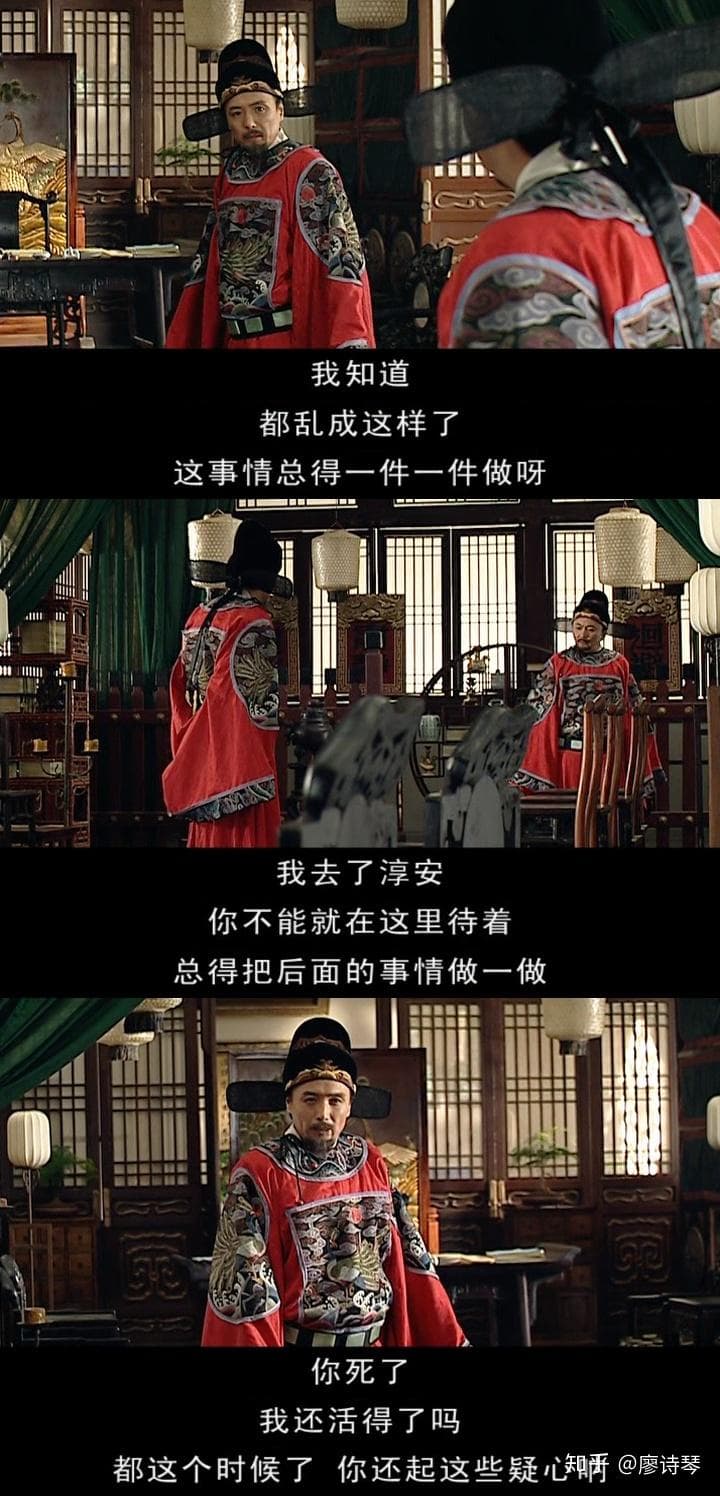 我知道
都乱成这样了
这事情总得一件一件做呀
我去了淳安
你不能就在这里待着
总得把后面的事情做一做
你死了
我还活得了吗
都这个时候了 你还起这些疑心啊
知乎 @廖诗琴